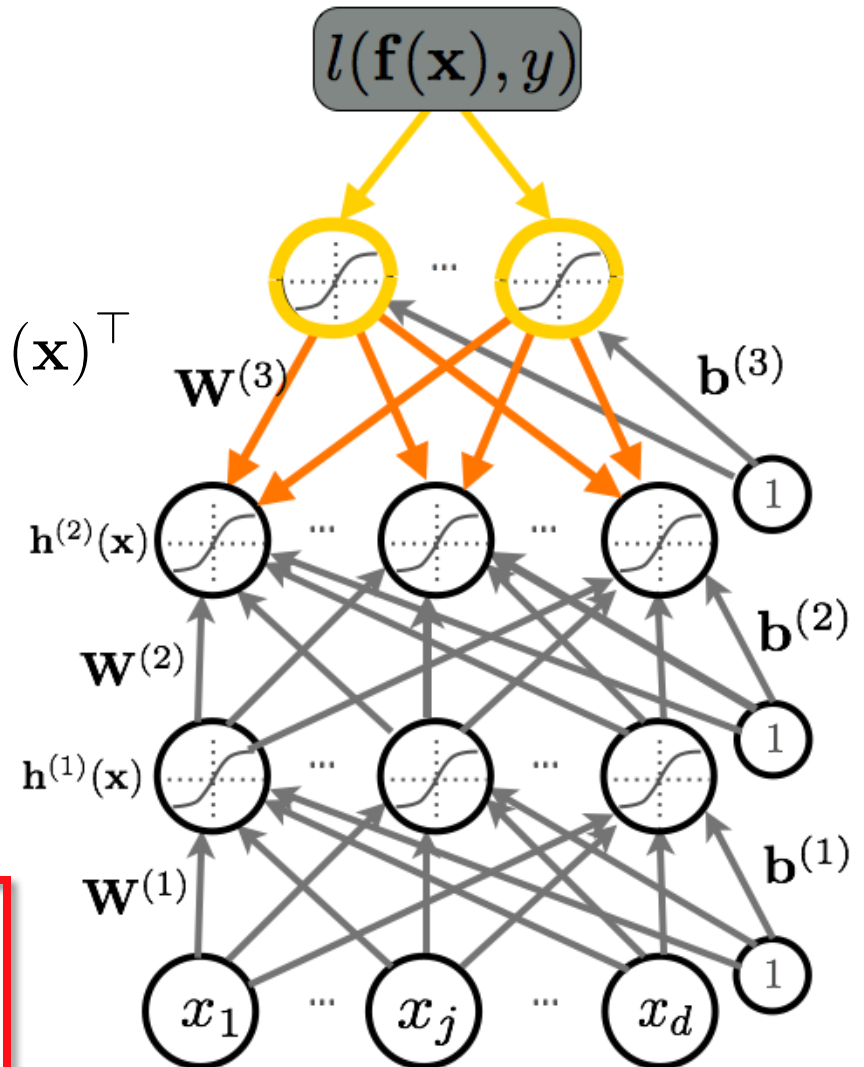 l(f(x), y)
...
(x)⊤
W(3)
b(3)
1
h(2)(x)
... ...
W(2)
b(2)
1
h(1)(x)
... ...
W(1)
b(1)
1
x1 ... xj ... xd